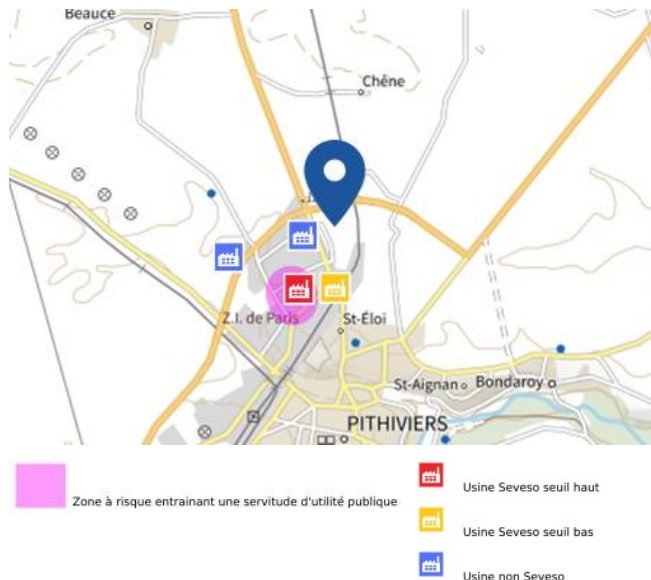 Beauce
Chêne
Z.I. de Paris
St-Éloi
St-Aignan
Bondaroy
PITHIVIERS
Zone à risque entrainant une servitude d'utilité publique
Usine Seveso seuil haut
Usine Seveso seuil bas
Usine non Seveso